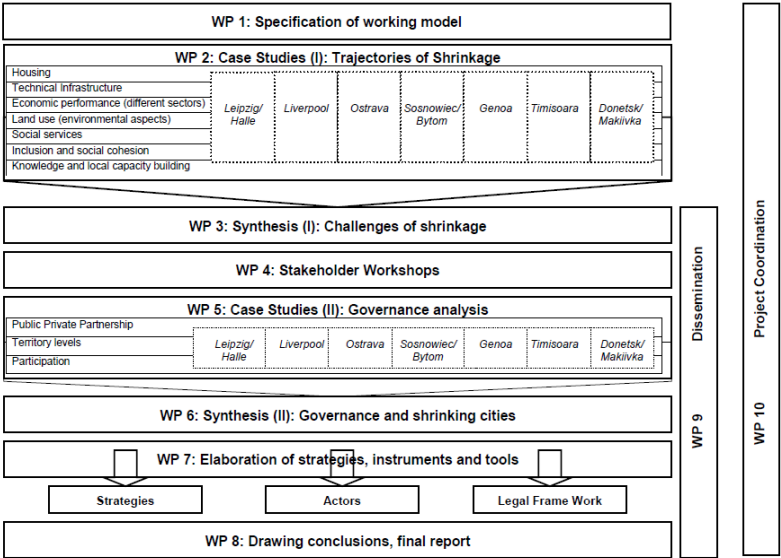 WP 1: Specification of working model
WP 2: Case Studies (I): Trajectories of Shrinkage
Housing
Technical Infrastructure
Economic performance (different sectors)
Land use (environmental aspects)
Social services
Inclusion and social cohesion
Knowledge and local capacity building
Leipzig/
Halle
Liverpool
Ostrava
Sosnowiec/
Bytom
Genoa
Timisoara
Donetsk/
Makiivka
WP 3: Synthesis (I): Challenges of shrinkage
WP 4: Stakeholder Workshops
WP 5: Case Studies (II): Governance analysis
Public Private Partnership
Territory levels
Participation
Leipzig/
Halle
Liverpool
Ostrava
Sosnowiec/
Bytom
Genoa
Timisoara
Donetsk/
Makiivka
WP 6: Synthesis (II): Governance and shrinking cities
WP 7: Elaboration of strategies, instruments and tools
Strategies
Actors
Legal Frame Work
WP 8: Drawing conclusions, final report
WP 9 Dissemination
WP 10 Project Coordination